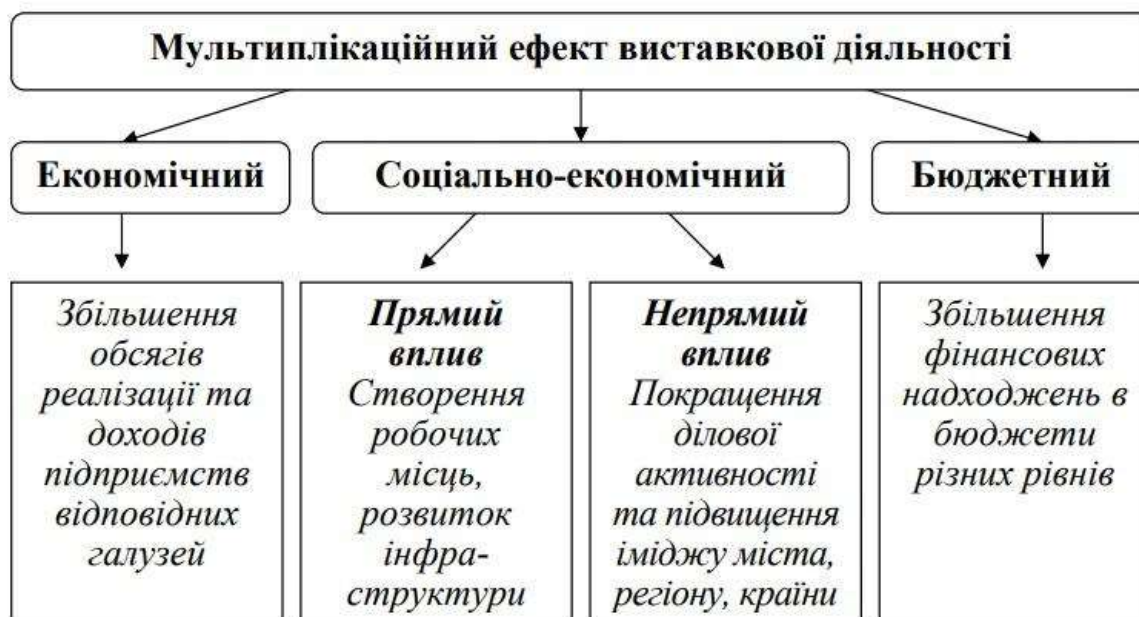 Мультиплікаційний ефект виставкової діяльності
Економічний
Соціально-економічний
Бюджетний
Збільшення
обсягів
реалізації та
доходів
підприємств
відповідних
галузей
Прямий
вплив
Створення
робочих
місць,
розвиток
інфра-
структури
Непрямий
вплив
Покращення
ділової
активності
та підвищення
іміджу міста,
регіону, країни
Збільшення
фінансових
надходжень в
бюджети
різних рівнів